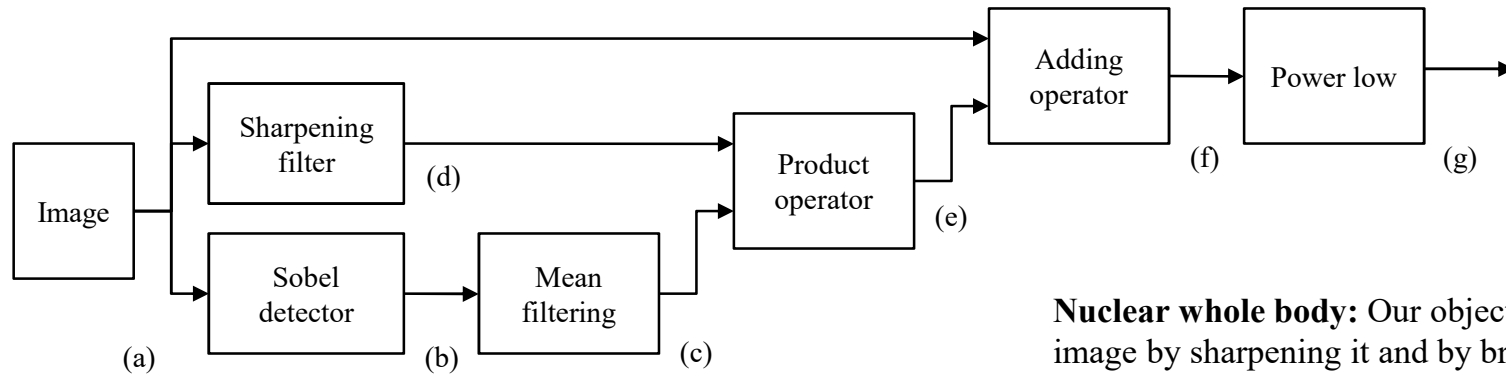 Image
(a)
Sharpening
filter
(d)
Sobel
detector
(b)
Mean
filtering
(c)
Product
operator
(e)
Adding
operator
(f)
Power low
(g)
Nuclear whole body: Our object
image by sharpening it and by br